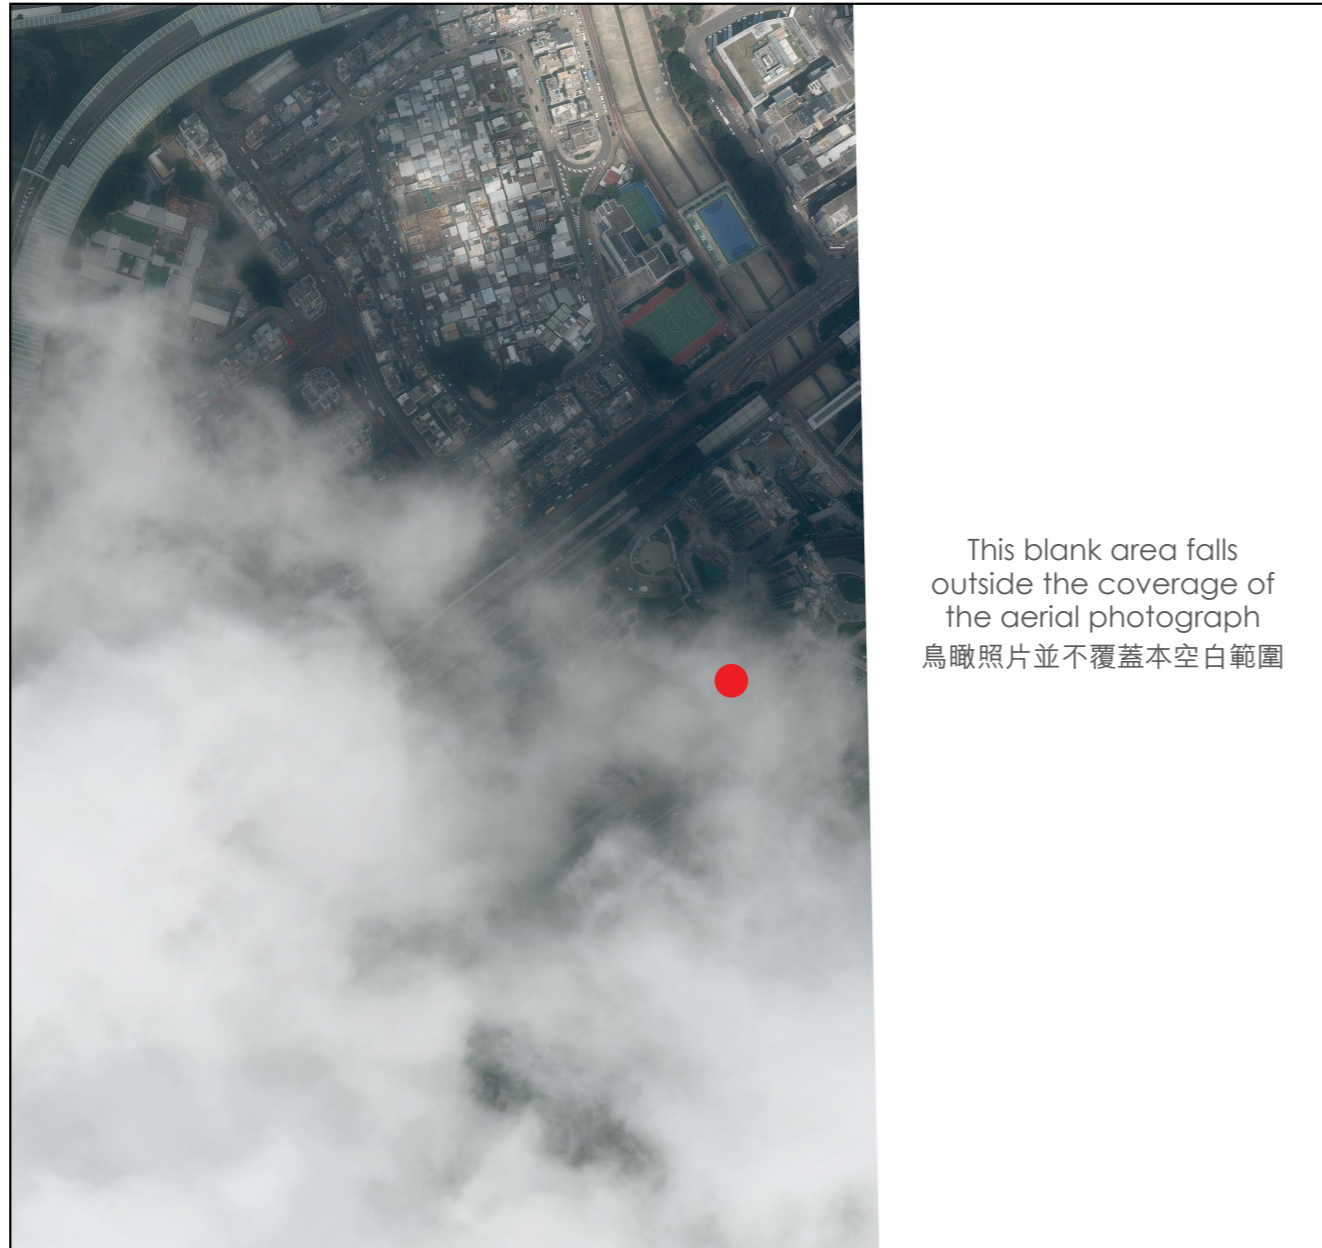 This blank area falls
outside the coverage of
the aerial photograph
鳥瞰照片並不覆蓋本空白範圍